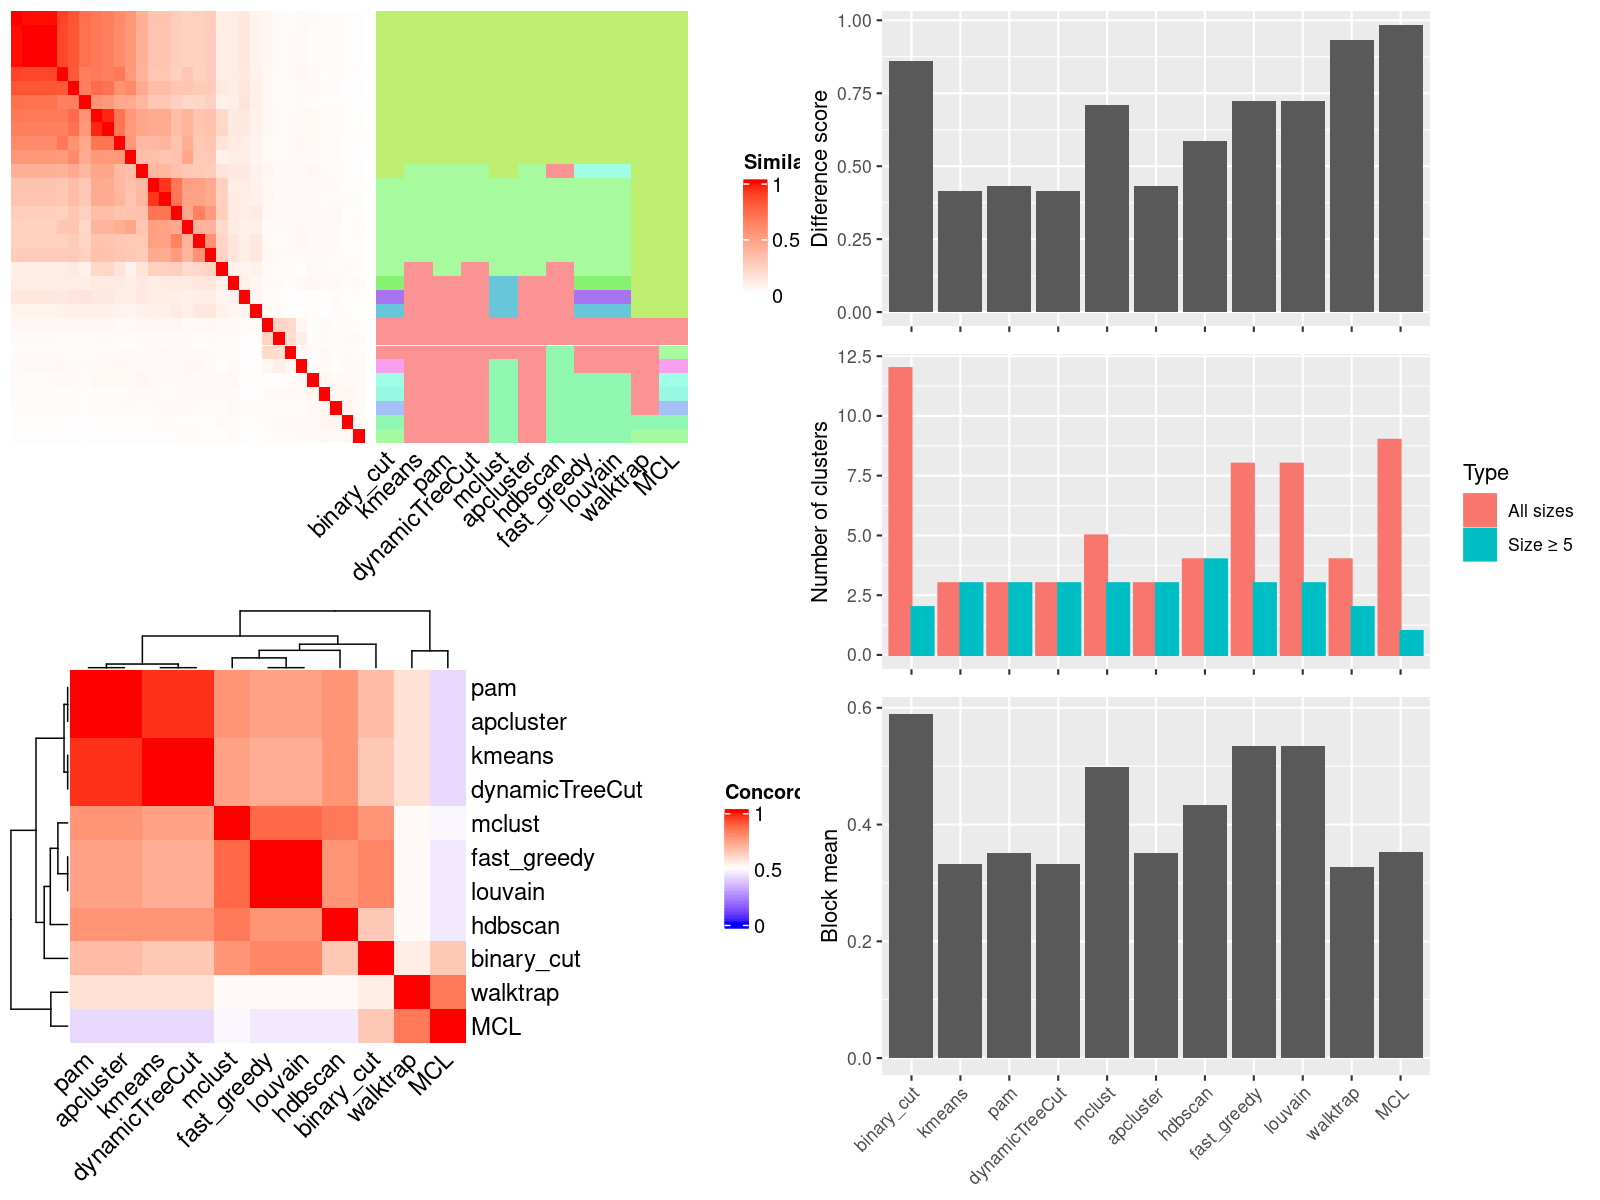 Simila
1
0.5
0
binary_cut
kmeans
pam
dynamicTreeCut
mclust
apcluster
hdbscan
fast_greedy
louvain
walktrap
MCL
pam
apcluster
kmeans
dynamicTreeCut
mclust
fast_greedy
louvain
hdbscan
binary_cut
walktrap
MCL
pam
apcluster
kmeans
dynamicTreeCut
mclust
fast_greedy
louvain
hdbscan
binary_cut
walktrap
MCL
Concord
1
0.5
0
Difference score
1.00
0.75
0.50
0.25
0.00
Number of clusters
12.5
10.0
7.5
5.0
2.5
0.0
Type
All sizes
Size ≥ 5
Block mean
0.6
0.4
0.2
0.0
binary_cut
kmeans
pam
dynamicTreeCut
mclust
apcluster
hdbscan
fast_greedy
louvain
walktrap
MCL